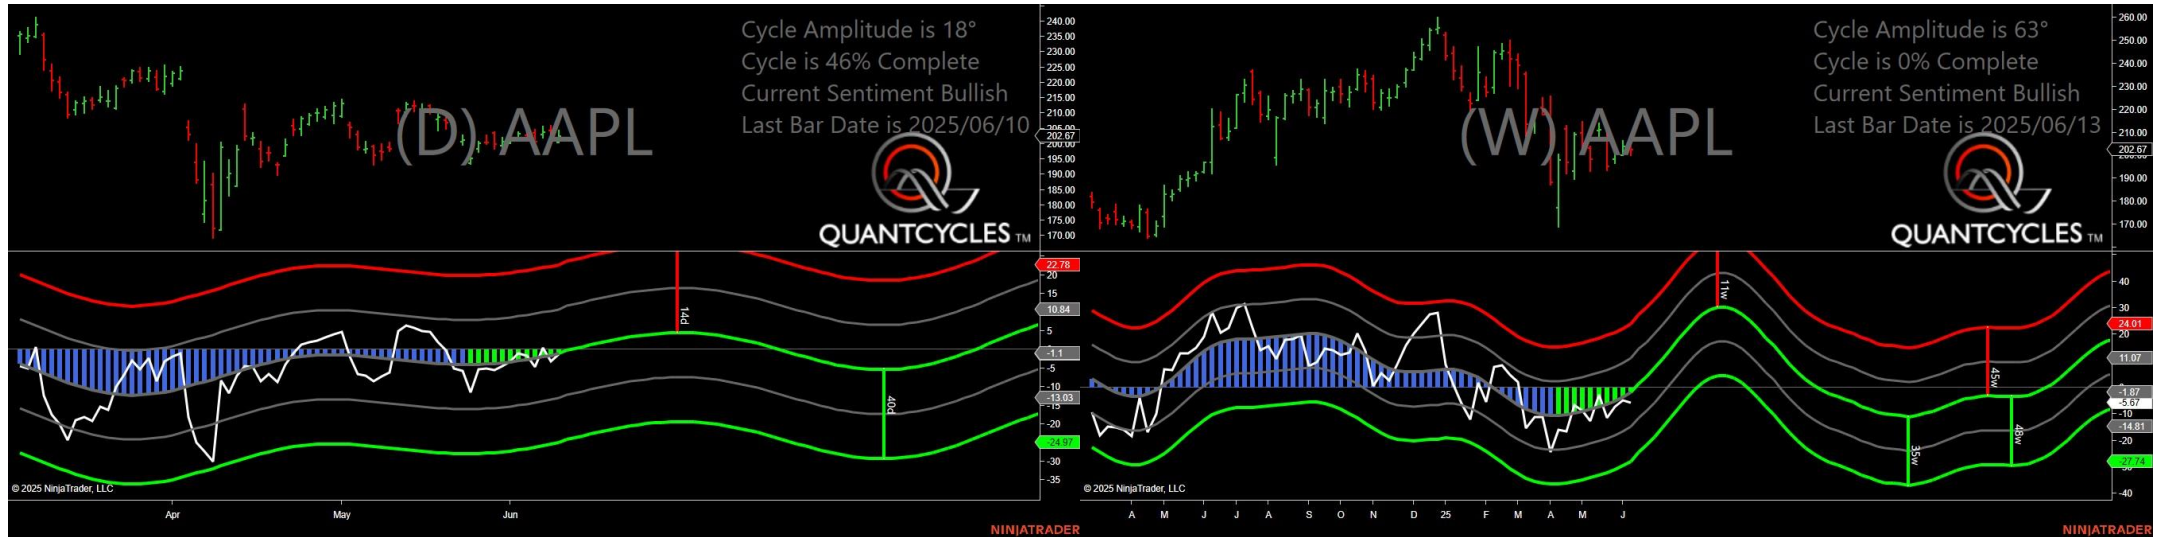 Cycle Amplitude is 18°
Cycle is 46% Complete
Current Sentiment Bullish
Last Bar Date is 2025/06/10
(D) AAPL
QUANTCYCLES TM
240.00
235.00
230.00
225.00
220.00
215.00
210.00
205.00
202.67
200.00
195.00
190.00
185.00
180.00
175.00
170.00
22.78
20
15
10.84
5
-1.1
-5
-10
-13.03
-15
-20
-24.97
-30
-35
14d
40d
© 2025 NinjaTrader, LLC
Apr
May
Jun
NINJATRADER
Cycle Amplitude is 63°
Cycle is 0% Complete
Current Sentiment Bullish
Last Bar Date is 2025/06/13
(W) AAPL
QUANTCYCLES TM
260.00
250.00
240.00
230.00
220.00
210.00
202.67
190.00
180.00
170.00
40
30
24.01
20
11.07
-1.87
-5.67
-10
-14.81
-20
-27.74
-40
11w
35w
45w
48w
© 2025 NinjaTrader, LLC
A M J J A S O N D 25 F M A M J
NINJATRADER